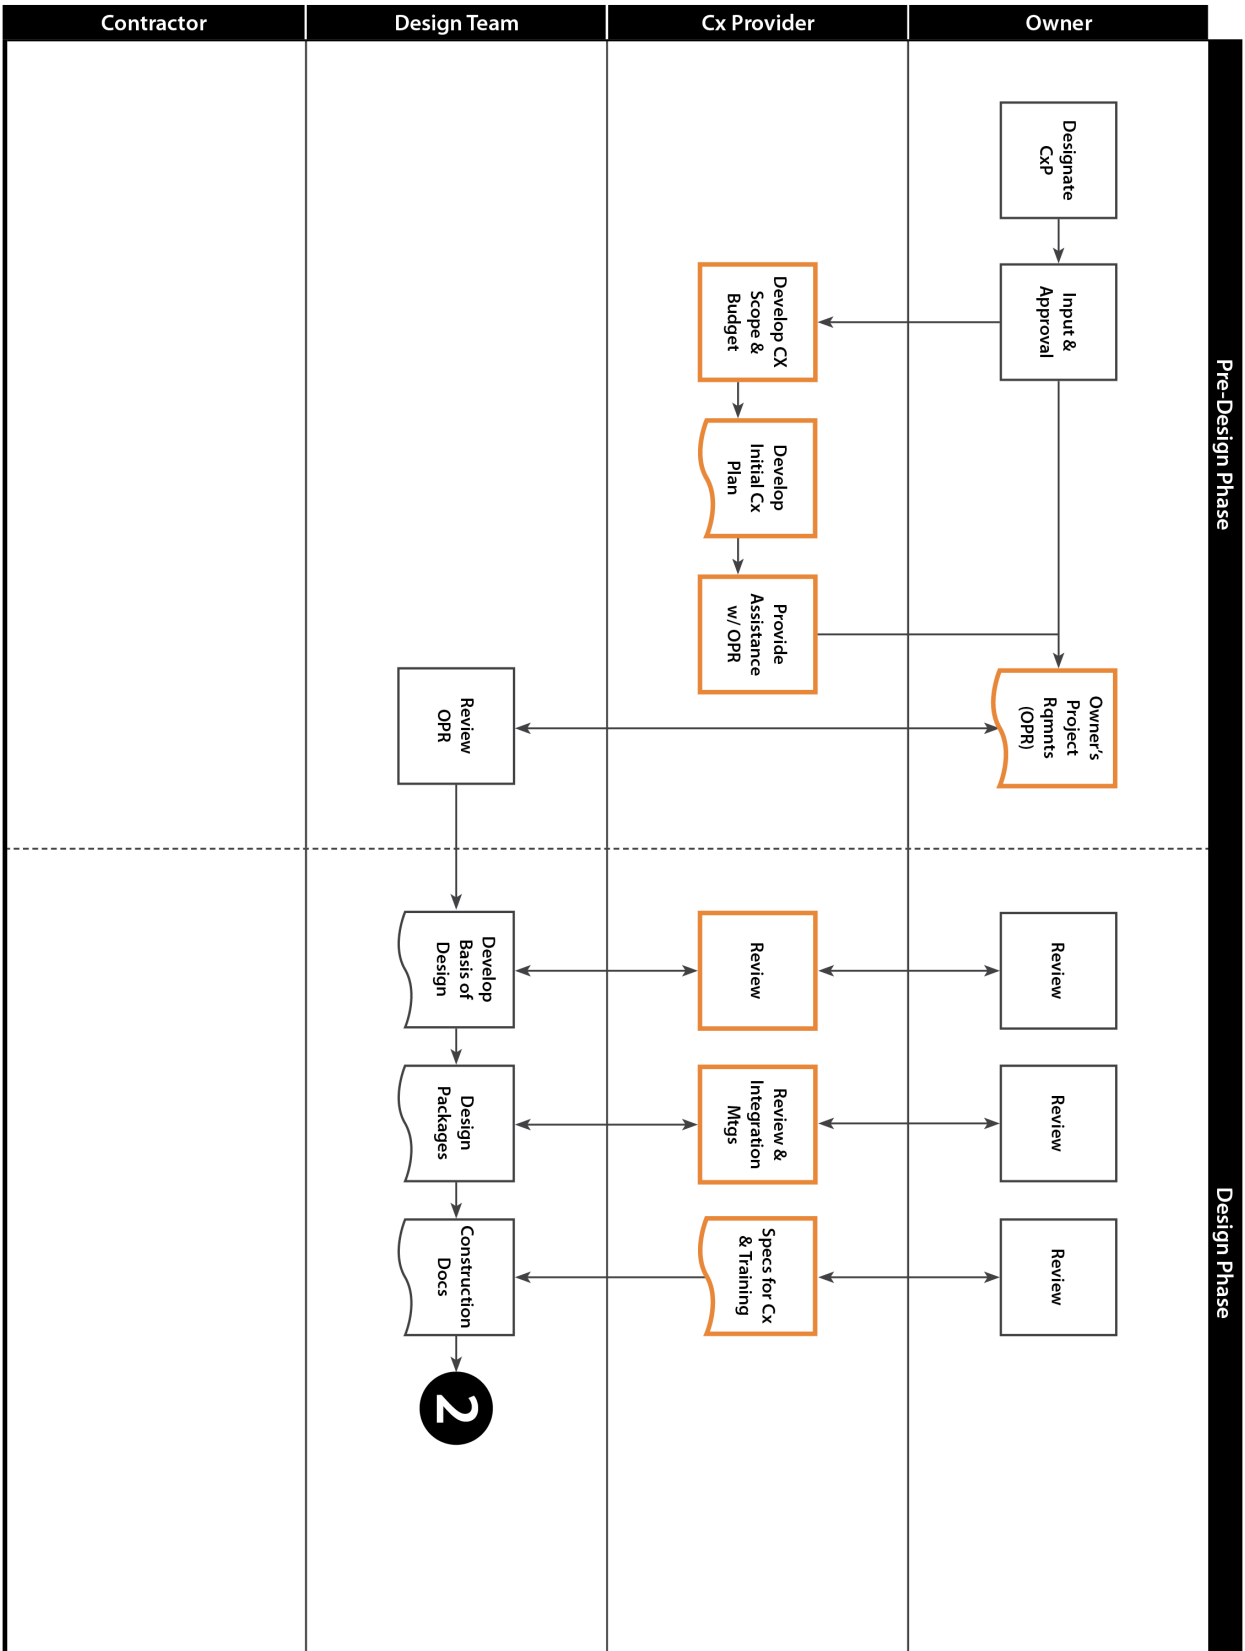 Contractor
Design Team
Cx Provider
Owner
Pre-Design Phase
Designate
CxP
Input &
Approval
Develop CX
Scope &
Budget
Develop
Initial Cx
Plan
Provide
Assistance
w/ OPR
Owner's
Project
Rqmnts
(OPR)
Review
OPR
Design Phase
Develop
Basis of
Design
Review
Review
Design
Packages
Review &
Integration
Mtgs
Review
Construction
Docs
Specs for Cx
& Training
Review
2